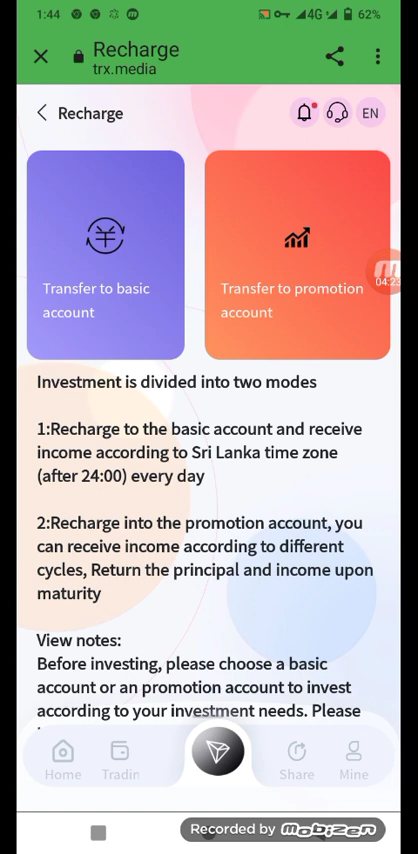 1:44
4G
62%
Recharge
trx.media
Recharge
EN
Transfer to basic
account
Transfer to promotion
account
04:23
Investment is divided into two modes
1:Recharge to the basic account and receive
income according to Sri Lanka time zone
(after 24:00) every day
2:Recharge into the promotion account, you
can receive income according to different
cycles, Return the principal and income upon
maturity
View notes:
Before investing, please choose a basic
account or an promotion account to invest
according to your investment needs. Please
Home
Tradin
Share
Mine
Recorded by mobizen